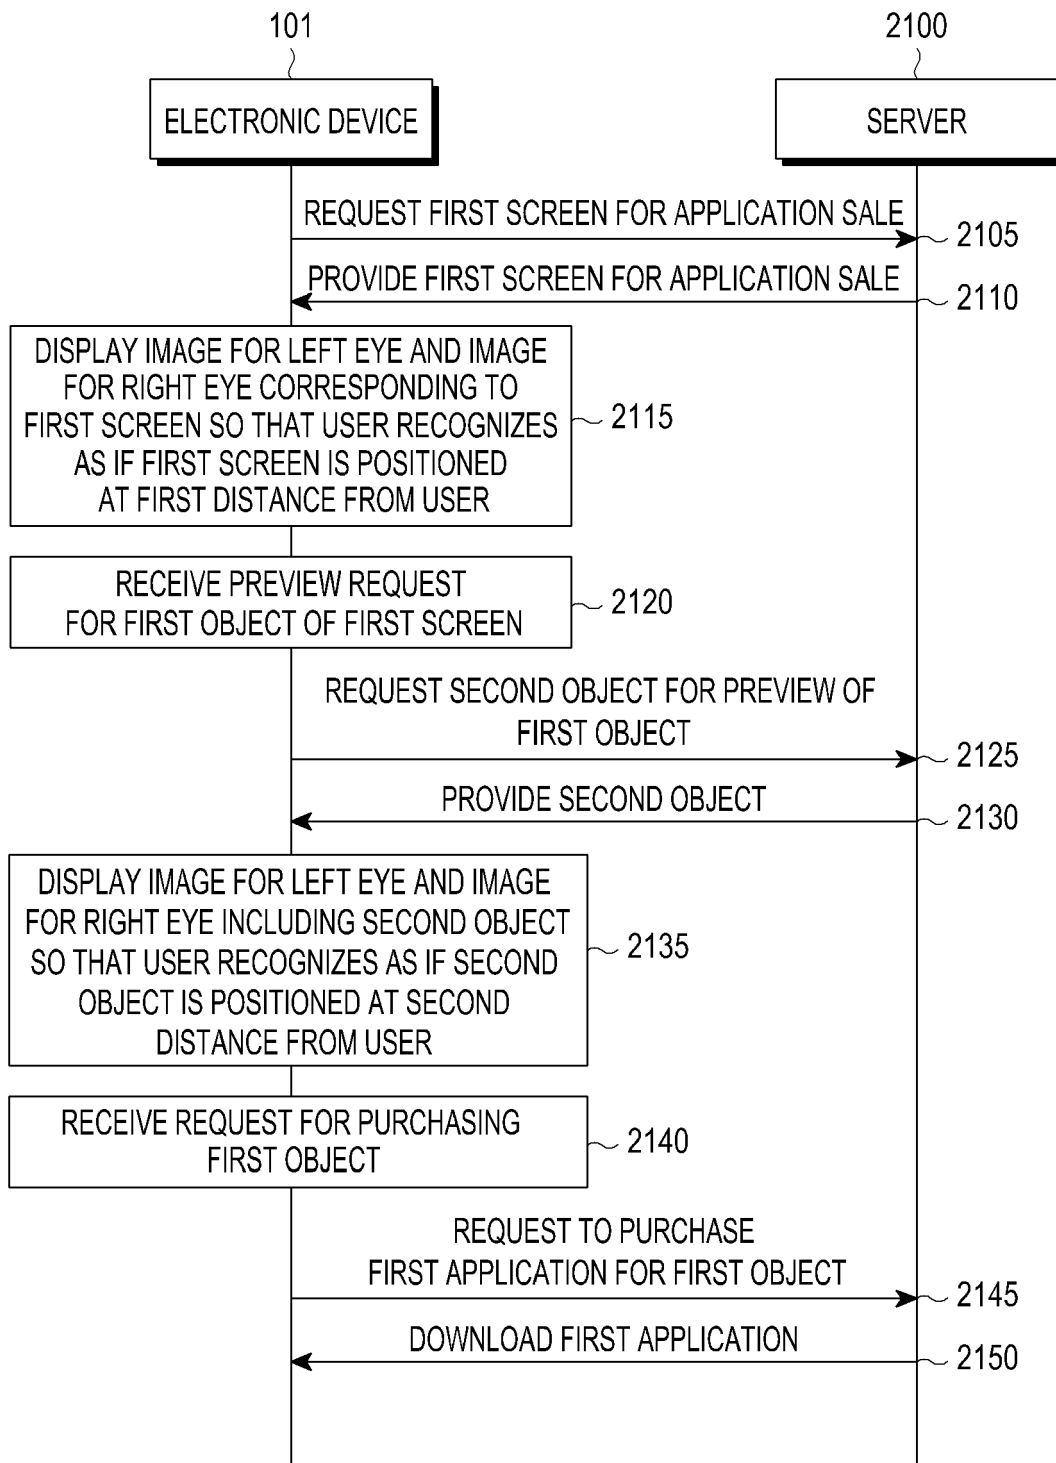 101
2100
ELECTRONIC DEVICE
SERVER
REQUEST FIRST SCREEN FOR APPLICATION SALE
2105
PROVIDE FIRST SCREEN FOR APPLICATION SALE
2110
DISPLAY IMAGE FOR LEFT EYE AND IMAGE
FOR RIGHT EYE CORRESPONDING TO
FIRST SCREEN SO THAT USER RECOGNIZES
AS IF FIRST SCREEN IS POSITIONED
AT FIRST DISTANCE FROM USER
2115
RECEIVE PREVIEW REQUEST
FOR FIRST OBJECT OF FIRST SCREEN
2120
REQUEST SECOND OBJECT FOR PREVIEW OF
FIRST OBJECT
2125
PROVIDE SECOND OBJECT
2130
DISPLAY IMAGE FOR LEFT EYE AND IMAGE
FOR RIGHT EYE INCLUDING SECOND OBJECT
SO THAT USER RECOGNIZES AS IF SECOND
OBJECT IS POSITIONED AT SECOND
DISTANCE FROM USER
2135
RECEIVE REQUEST FOR PURCHASING
FIRST OBJECT
2140
REQUEST TO PURCHASE
FIRST APPLICATION FOR FIRST OBJECT
2145
DOWNLOAD FIRST APPLICATION
2150